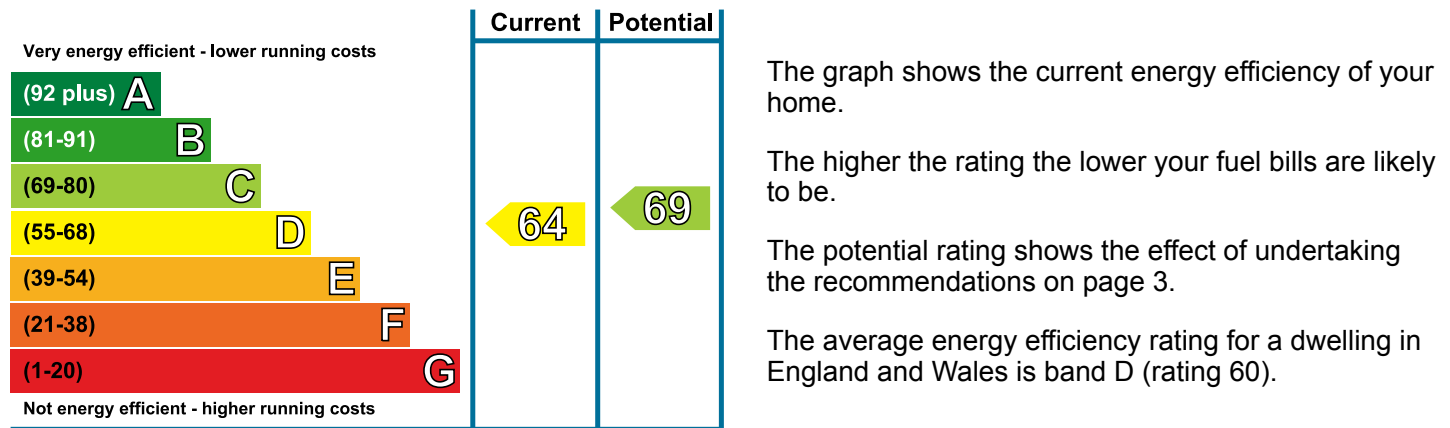 Current Potential
Very energy efficient - lower running costs
(92 plus) A
(81-91) B
(69-80) C
(55-68) D
(39-54) E
(21-38) F
(1-20) G
64
69
Not energy efficient - higher running costs
The graph shows the current energy efficiency of your
home.
The higher the rating the lower your fuel bills are likely
to be.
The potential rating shows the effect of undertaking
the recommendations on page 3.
The average energy efficiency rating for a dwelling in
England and Wales is band D (rating 60).